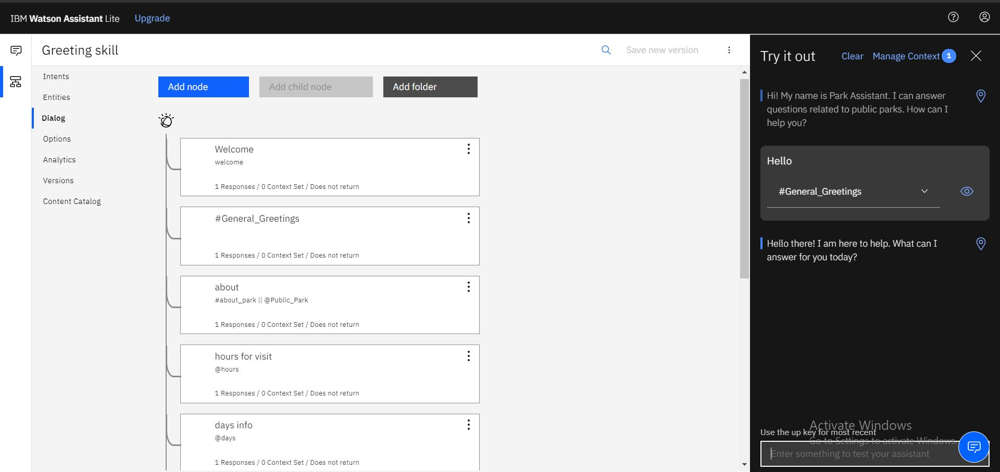 IBM Watson Assistant Lite Upgrade
Greeting skill
Save new version
Intents
Entities
Dialog
Options
Analytics
Versions
Content Catalog
Add node
Add child node
Add folder
Welcome
welcome
1 Responses / 0 Context Set / Does not return
#General_Greetings
1 Responses / 0 Context Set / Does not return
about
#about_park || @Public_Park
1 Responses / 0 Context Set / Does not return
hours for visit
@hours
1 Responses / 0 Context Set / Does not return
days info
@days
1 Responses / 0 Context Set / Does not return
Try it out
Clear
Manage Context 1
Hi! My name is Park Assistant. I can answer
questions related to public parks. How can I
help you?
Hello
#General_Greetings
Hello there! I am here to help. What can I
answer for you today?
Activate Windows
Use the up key for most recent
Go to Settings to activate Windows.
Enter something to test your assistant